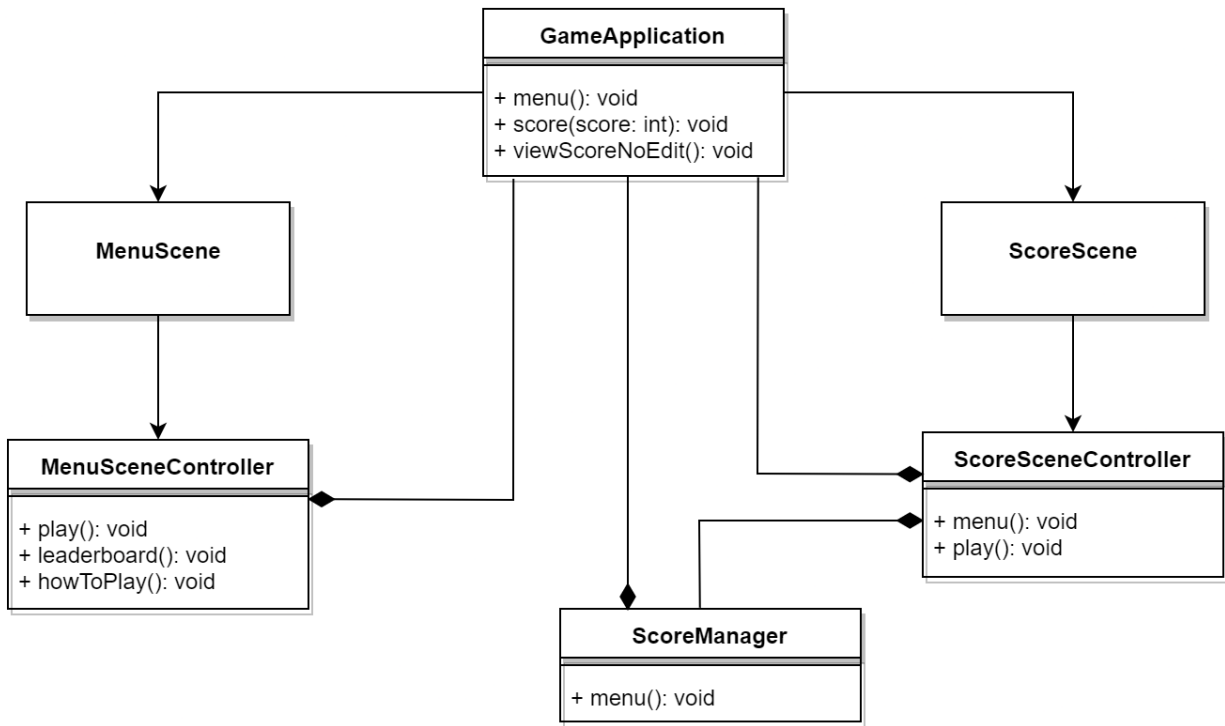 GameApplication
+ menu(): void
+ score(score: int): void
+ viewScoreNoEdit(): void
MenuScene
ScoreScene
MenuSceneController
+ play(): void
+ leaderboard(): void
+ howToPlay(): void
ScoreSceneController
+ menu(): void
+ play(): void
ScoreManager
+ menu(): void